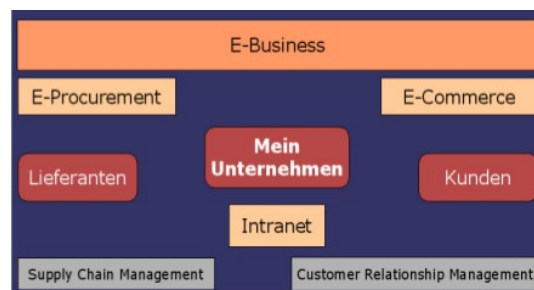 E-Business
E-Procurement
E-Commerce
Mein
Unternehmen
Lieferanten
Kunden
Intranet
Supply Chain Management
Customer Relationship Management